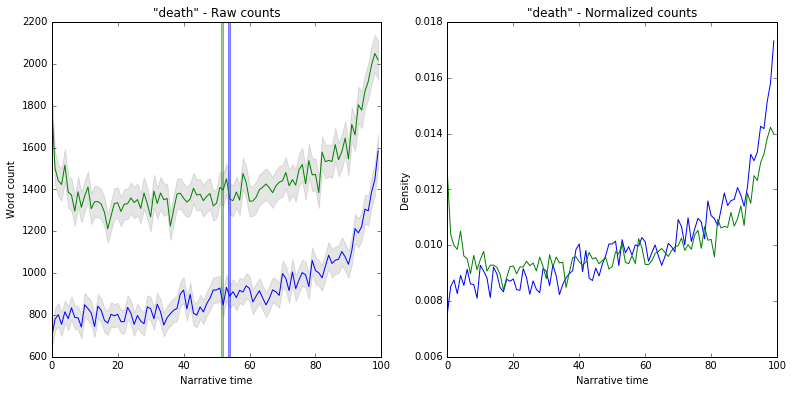 "death" - Raw counts
2200
2000
1800
1600
1400
1200
1000
800
600
Word count
0 20 40 60 80 100
Narrative time
"death" - Normalized counts
0.018
0.016
0.014
0.012
0.010
0.008
0.006
Density
0 20 40 60 80 100
Narrative time